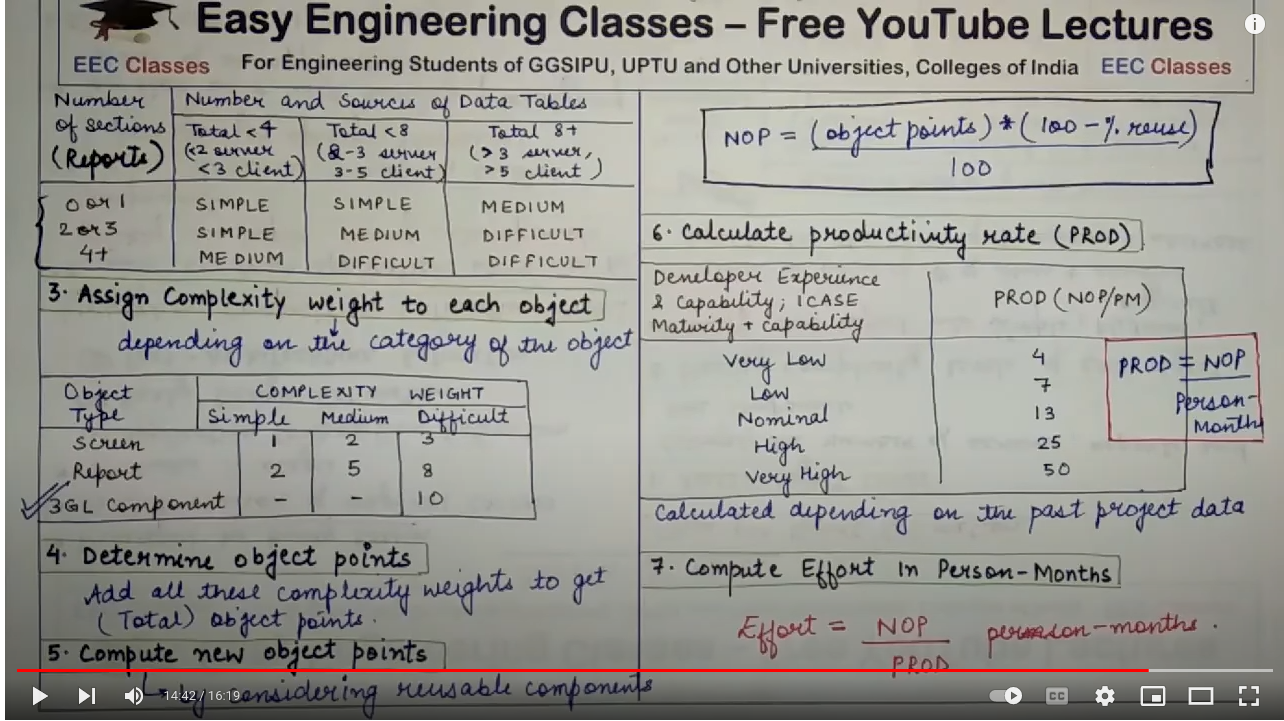 Easy Engineering Classes – Free YouTube Lectures
EEC Classes For Engineering Students of GGSIPU, UPTU and Other Universities, Colleges of India EEC Classes
Number of sections (Reports)
Number and Sources of Data Tables
Total <4 (<2 server <3 client)
Total <8 (2-3 server 3-5 client)
Total 8+ (>3 server, >5 client)
0 or 1 SIMPLE SIMPLE MEDIUM
2 or 3 SIMPLE MEDIUM DIFFICULT
4+ MEDIUM DIFFICULT DIFFICULT
3. Assign Complexity weight to each object
depending on the category of the object
Object Type
COMPLEXITY WEIGHT
Simple Medium Difficult
Screen 1 2 3
Report 2 5 8
3GL Component - - 10
4. Determine object points
Add all these complexity weights to get
(Total) object points.
5. Compute new object points
by considering reusable components
NOP = (object points) * (100 - % reuse)
100
6. Calculate productivity rate (PROD)
Developer Experience
& Capability; ICASE
Maturity + capability
PROD (NOP/PM)
Very Low 4
Low 7
Nominal 13
High 25
Very High 50
PROD = NOP
Person-
Months
Calculated depending on the past project data
7. Compute Effort in Person-Months
Effort = NOP person-months.
PROD
14:42 / 16:19
CC